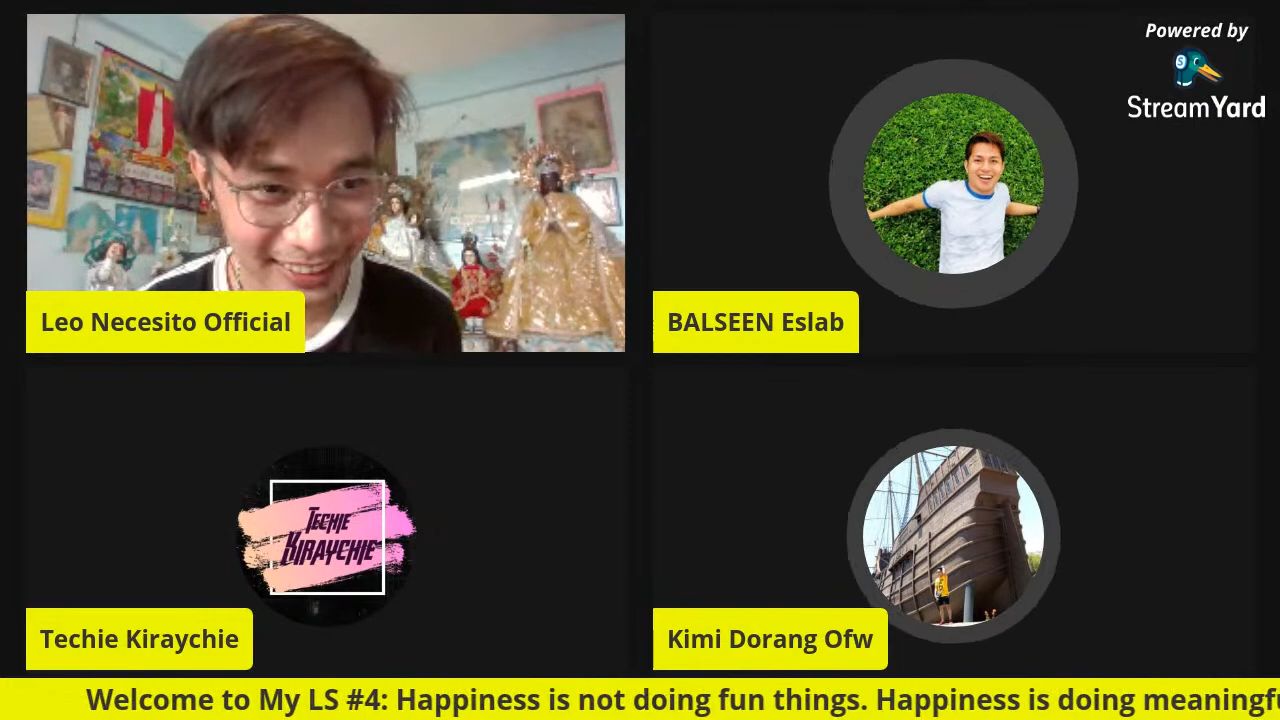 Powered by
StreamYard
Leo Necesito Official
BALSEEN Eslab
TECHIE
KIRAYCHIE
Techie Kiraychie
Kimi Dorang Ofw
Welcome to My LS #4: Happiness is not doing fun things. Happiness is doing